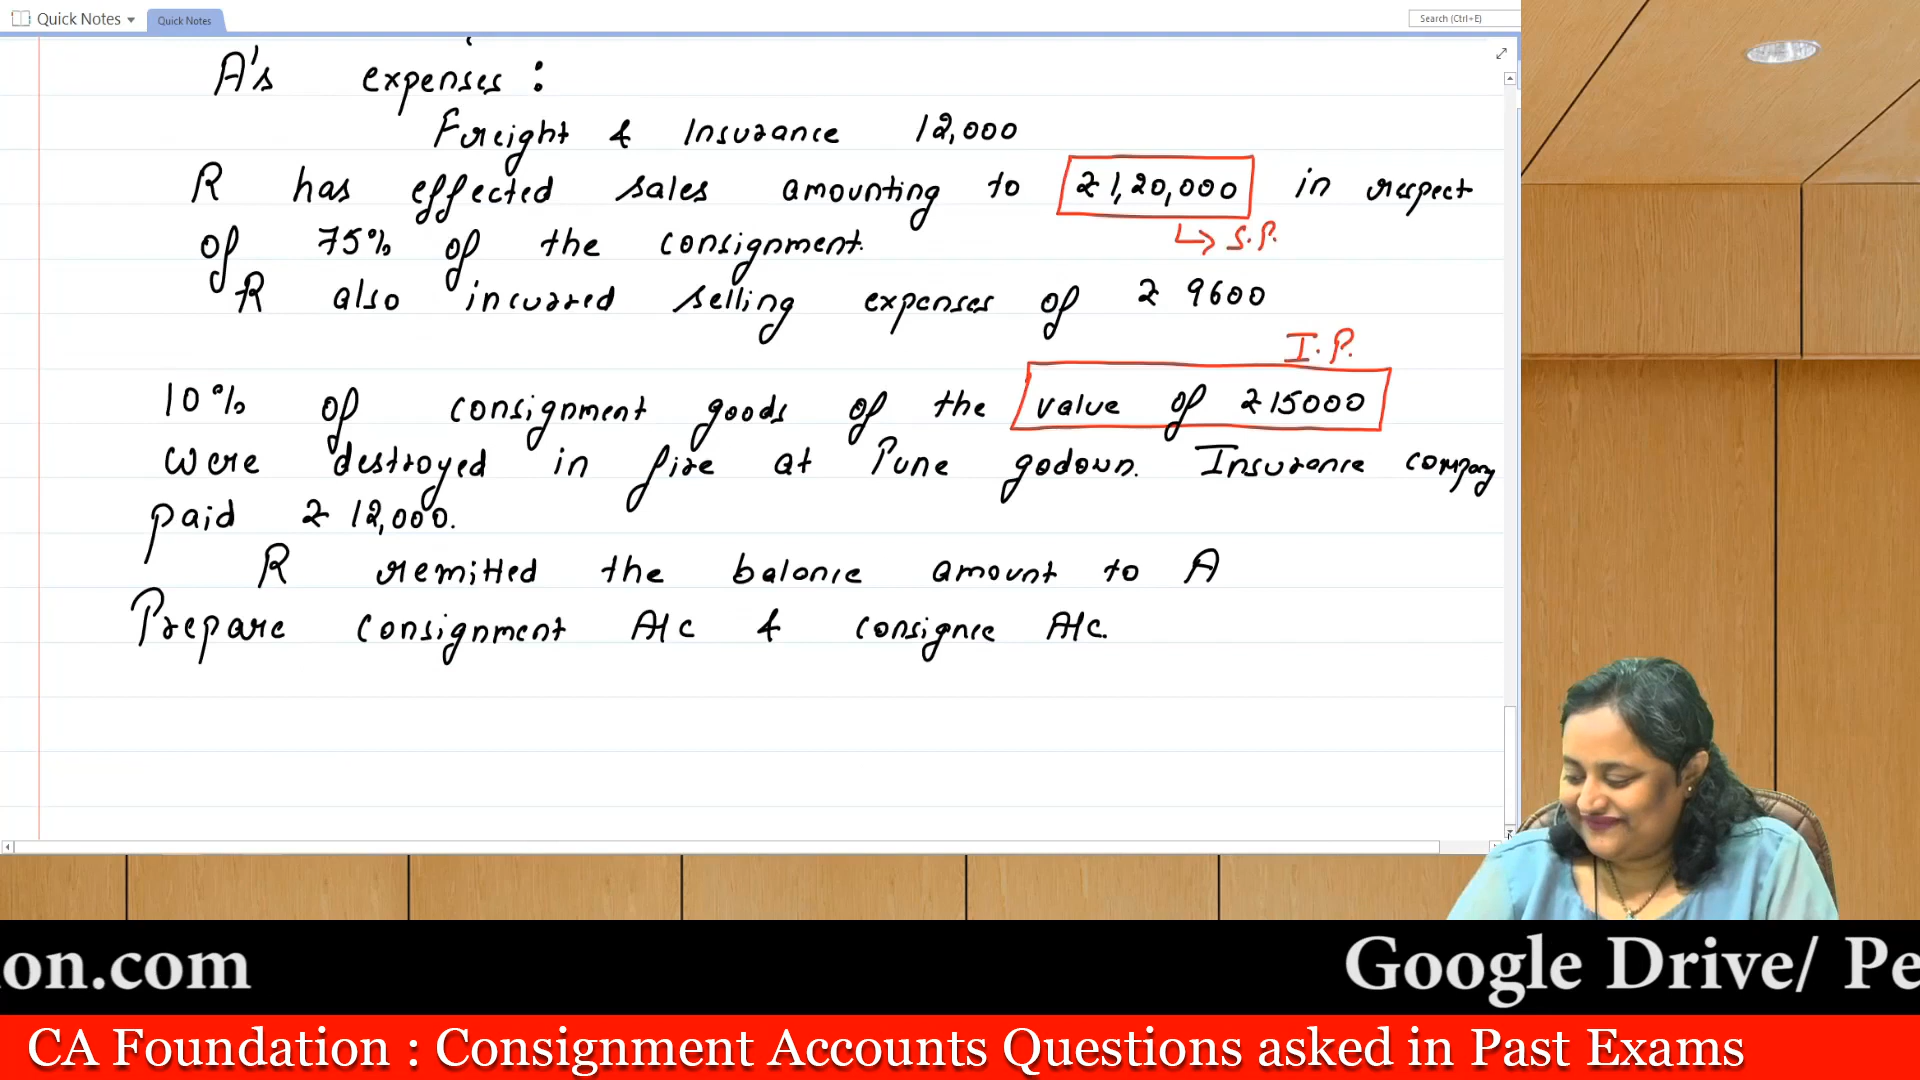 Quick Notes
Quick Notes
Search (Ctrl+E)
A's expenses :
Freight & Insurance 12,000
R has effected sales amounting to ₹ 1,20,000 in respect
↳ S.P.
of 75% of the consignment.
R also incurred selling expenses of ₹ 9600
I.P.
10% of consignment goods of the value of ₹ 15000
were destroyed in fire at Pune godown. Insurance company
paid ₹ 12,000.
R remitted the balance amount to A
Prepare consignment A/c & consignee A/c.
on.com
Google Drive/ Pe
CA Foundation : Consignment Accounts Questions asked in Past Exams